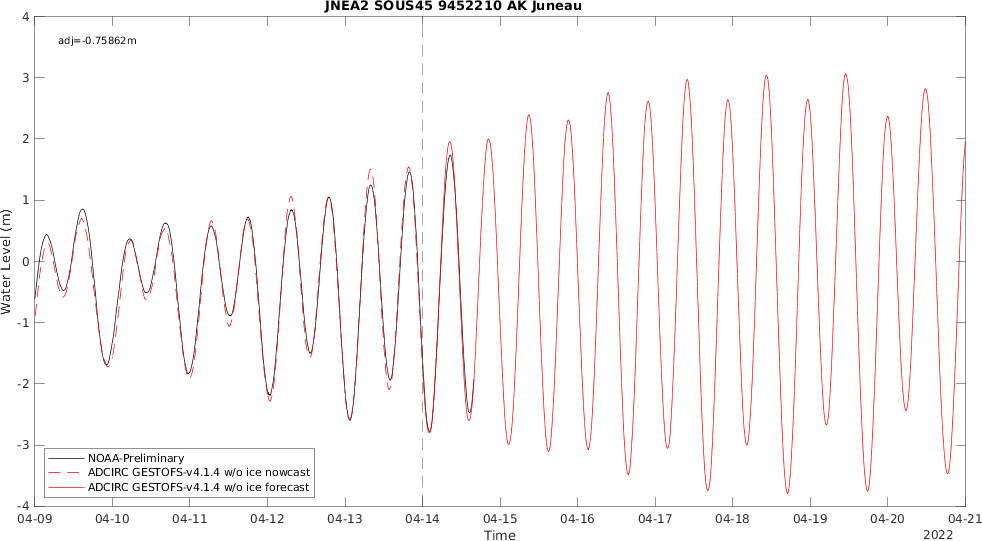 JNEA2 SOUS45 9452210 AK Juneau
adj=-0.75862m
Water Level (m)
4
3
2
1
0
-1
-2
-3
-4
NOAA-Preliminary
ADCIRC GESTOFS-v4.1.4 w/o ice nowcast
ADCIRC GESTOFS-v4.1.4 w/o ice forecast
04-09 04-10 04-11 04-12 04-13 04-14 04-15 04-16 04-17 04-18 04-19 04-20 04-21
Time
2022